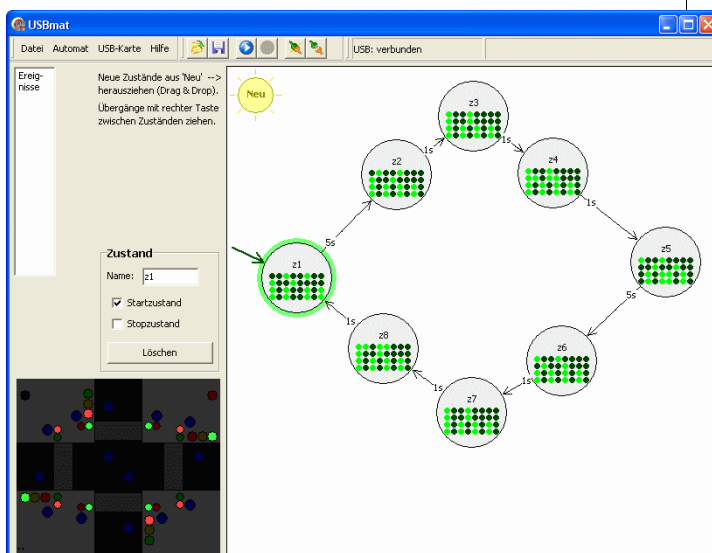 USBmat
Datei Automat USB-Karte Hilfe
USB: verbunden
Ereig-
nisse
Neue Zustände aus 'Neu' -->
herausziehen (Drag & Drop).
Übergänge mit rechter Taste
zwischen Zuständen ziehen.
Neu
z3
1s
1s
z2
z4
1s
5s
z5
z1
Zustand
Name: z1
Startzustand
Stopzustand
Löschen
5s
1s
z8
z6
1s
1s
z7